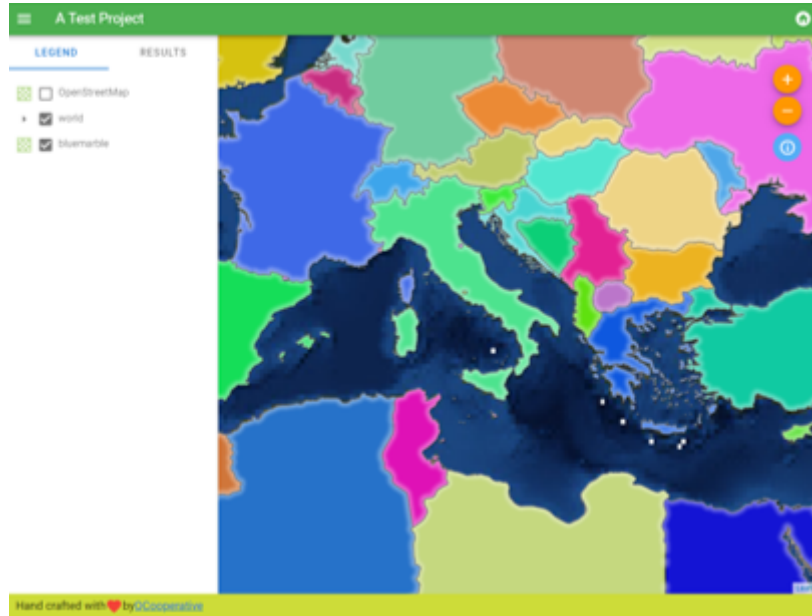 A Test Project
LEGEND RESULTS
OpenStreetMap
world
bluemarble
Hand crafted with ❤ by QCooperative